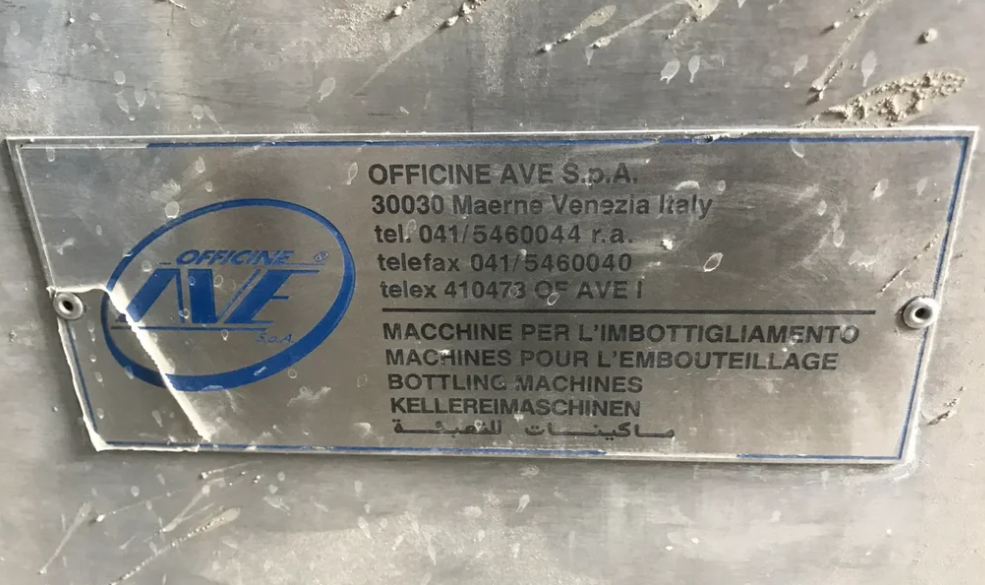 OFFICINE ®
AVE
S.p.A.
OFFICINE AVE S.p.A.
30030 Maerne Venezia Italy
tel. 041/5460044 r.a.
telefax 041/5460040
telex 410473 OF AVE I
MACCHINE PER L'IMBOTTIGLIAMENTO
MACHINES POUR L'EMBOUTEILLAGE
BOTTLING MACHINES
KELLEREIMASCHINEN
ماكينات للتعبئة